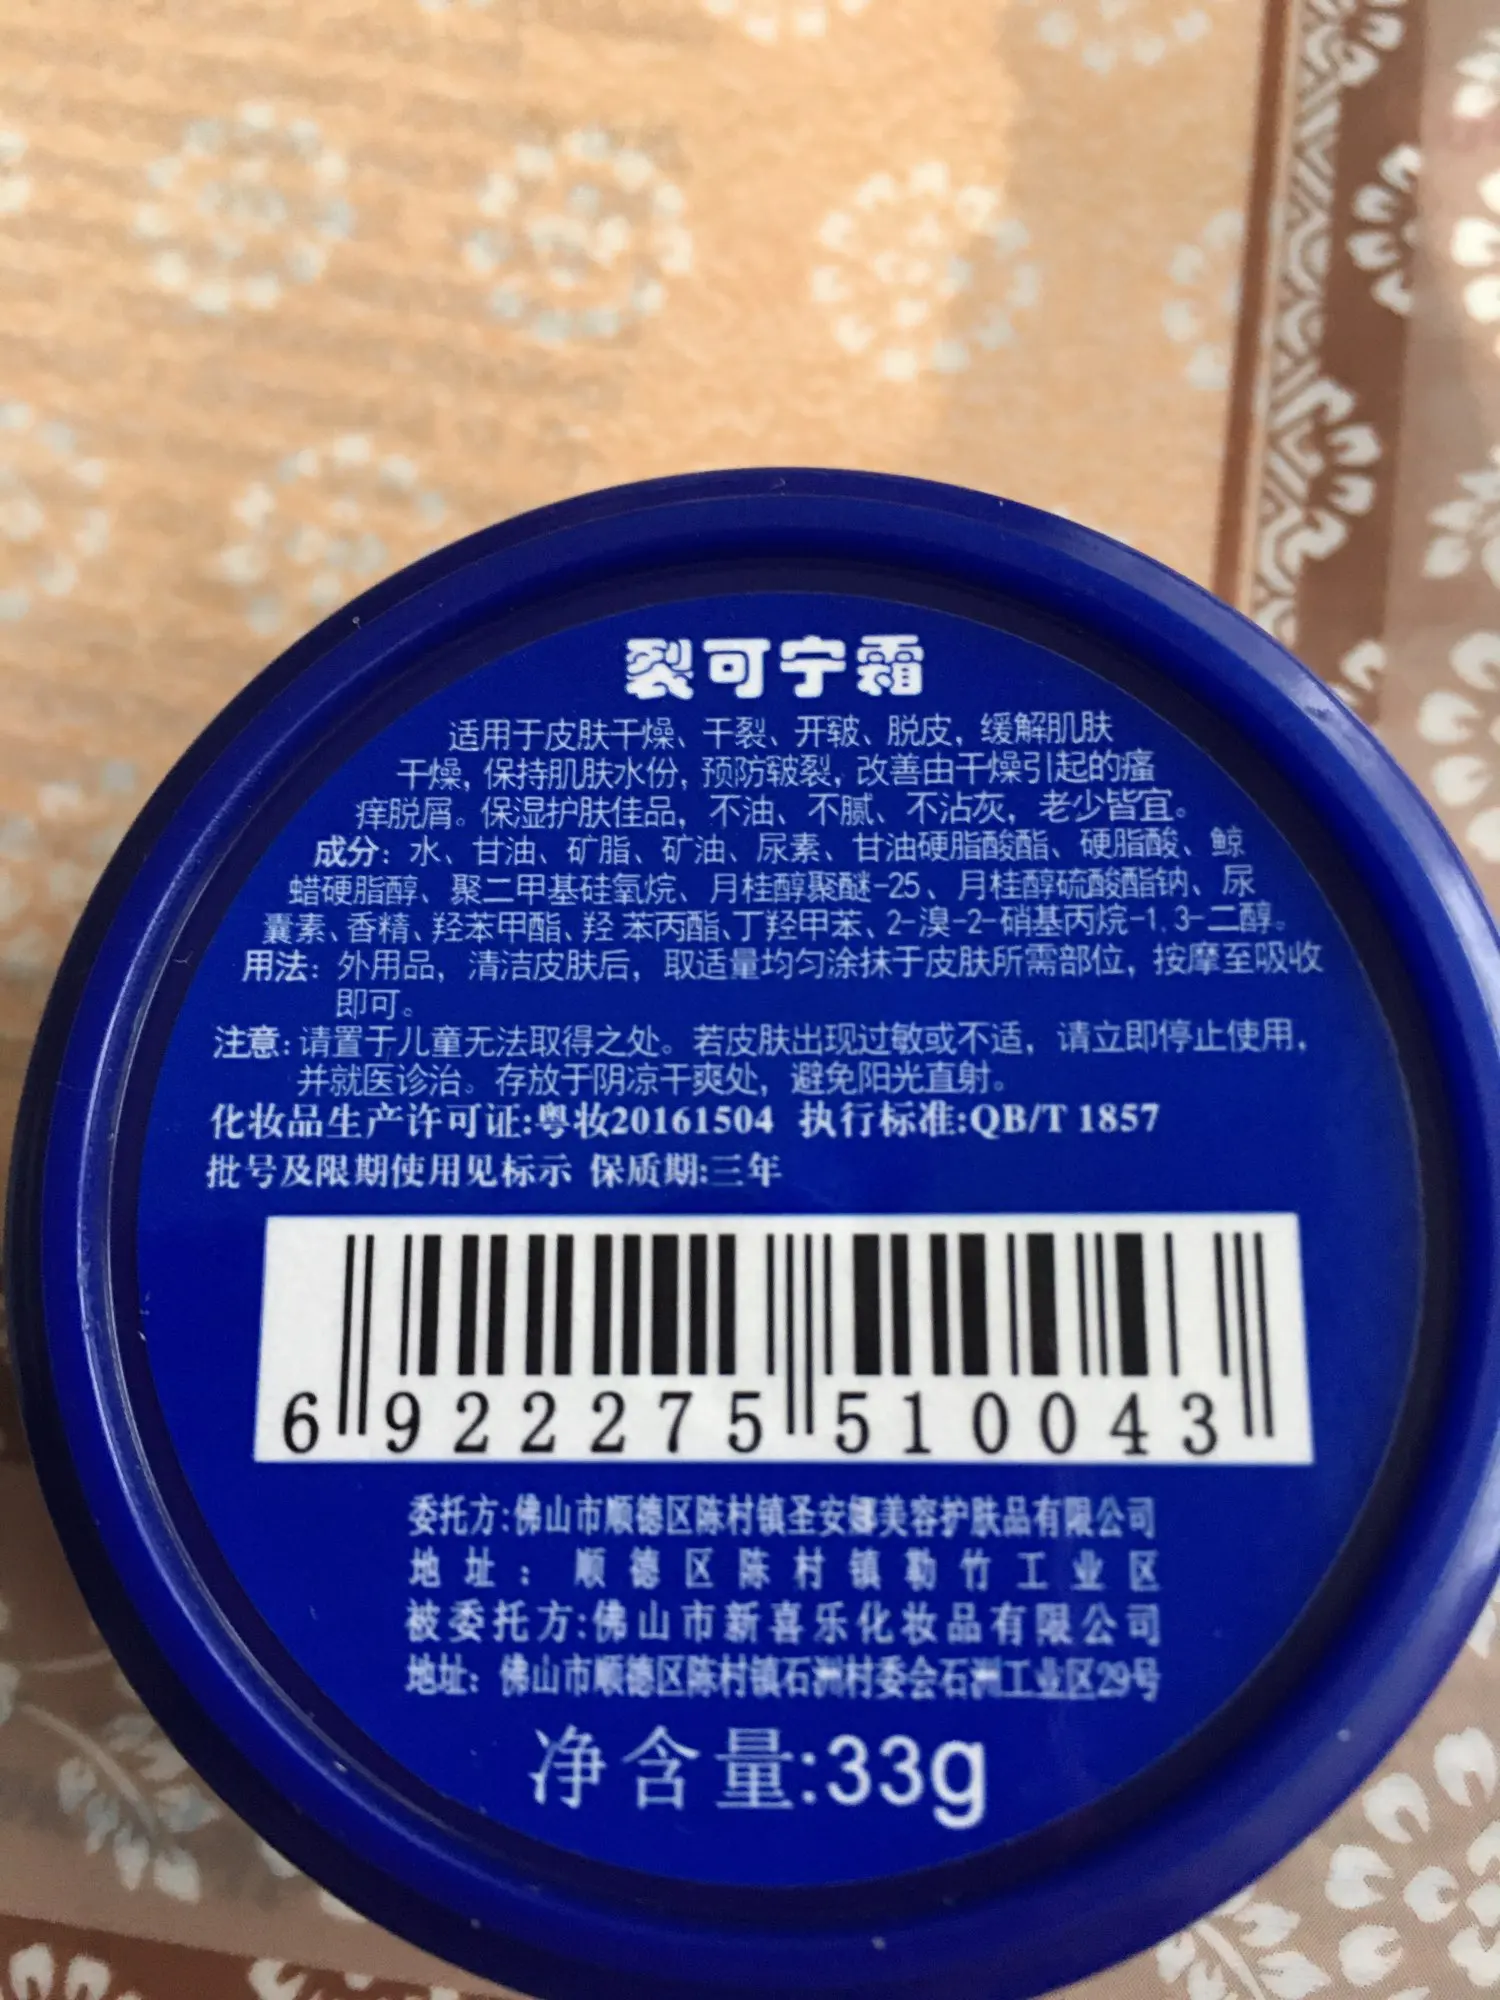 裂可宁霜
适用于皮肤干燥、干裂、开皲、脱皮，缓解肌肤
干燥，保持肌肤水份，预防皲裂，改善由干燥引起的瘙
痒脱屑。保湿护肤佳品，不油、不腻、不沾灰，老少皆宜。
成分：水、甘油、矿脂、矿油、尿素、甘油硬脂酸酯、硬脂酸、鲸
蜡硬脂醇、聚二甲基硅氧烷、月桂醇聚醚-25、月桂醇硫酸酯钠、尿
囊素、香精、羟苯甲酯、羟 苯丙酯、丁羟甲苯、2-溴-2-硝基丙烷-1,3-二醇。
用法：外用品，清洁皮肤后，取适量均匀涂抹于皮肤所需部位，按摩至吸收
即可。
注意：请置于儿童无法取得之处。若皮肤出现过敏或不适，请立即停止使用，
并就医诊治。存放于阴凉干爽处，避免阳光直射。
化妆品生产许可证:粤妆20161504 执行标准:QB/T 1857
批号及限期使用见标示 保质期:三年
6 922275 510043
委托方:佛山市顺德区陈村镇圣安娜美容护肤品有限公司
地址：顺德区陈村镇勒竹工业区
被委托方:佛山市新喜乐化妆品有限公司
地址：佛山市顺德区陈村镇石洲村委会石洲工业区29号
净含量:33g